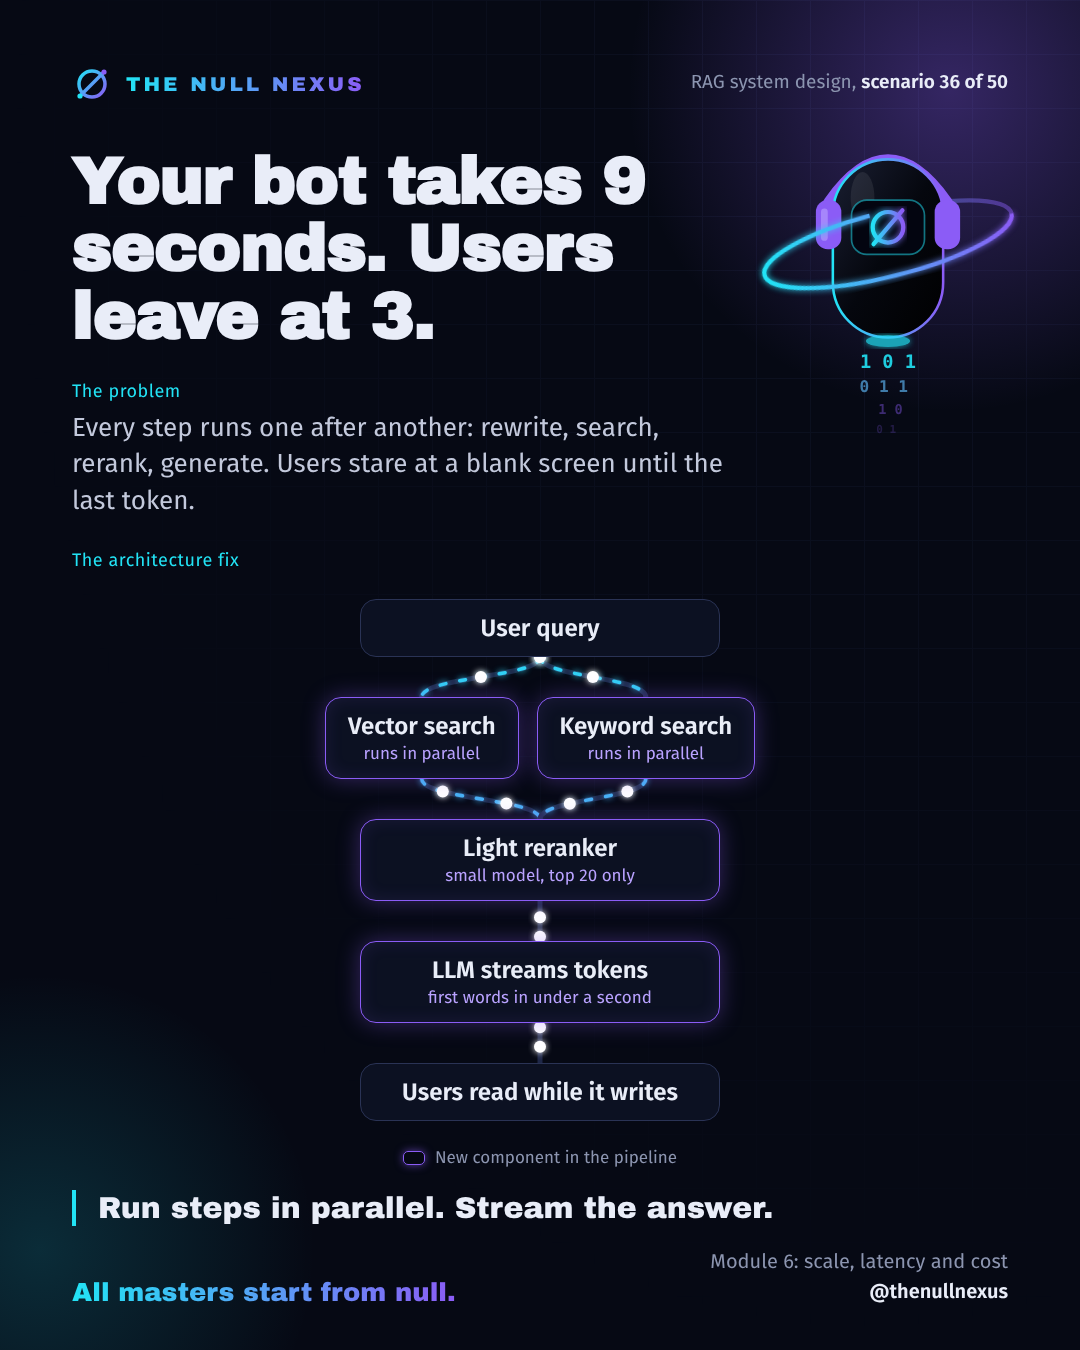 THE NULL NEXUS
RAG system design, scenario 36 of 50
Your bot takes 9
seconds. Users
leave at 3.
1 0 1
0 1 1
1 0
0 1
The problem
Every step runs one after another: rewrite, search,
rerank, generate. Users stare at a blank screen until the
last token.
The architecture fix
User query
Vector search
runs in parallel
Keyword search
runs in parallel
Light reranker
small model, top 20 only
LLM streams tokens
first words in under a second
Users read while it writes
New component in the pipeline
Run steps in parallel. Stream the answer.
Module 6: scale, latency and cost
All masters start from null.
@thenullnexus